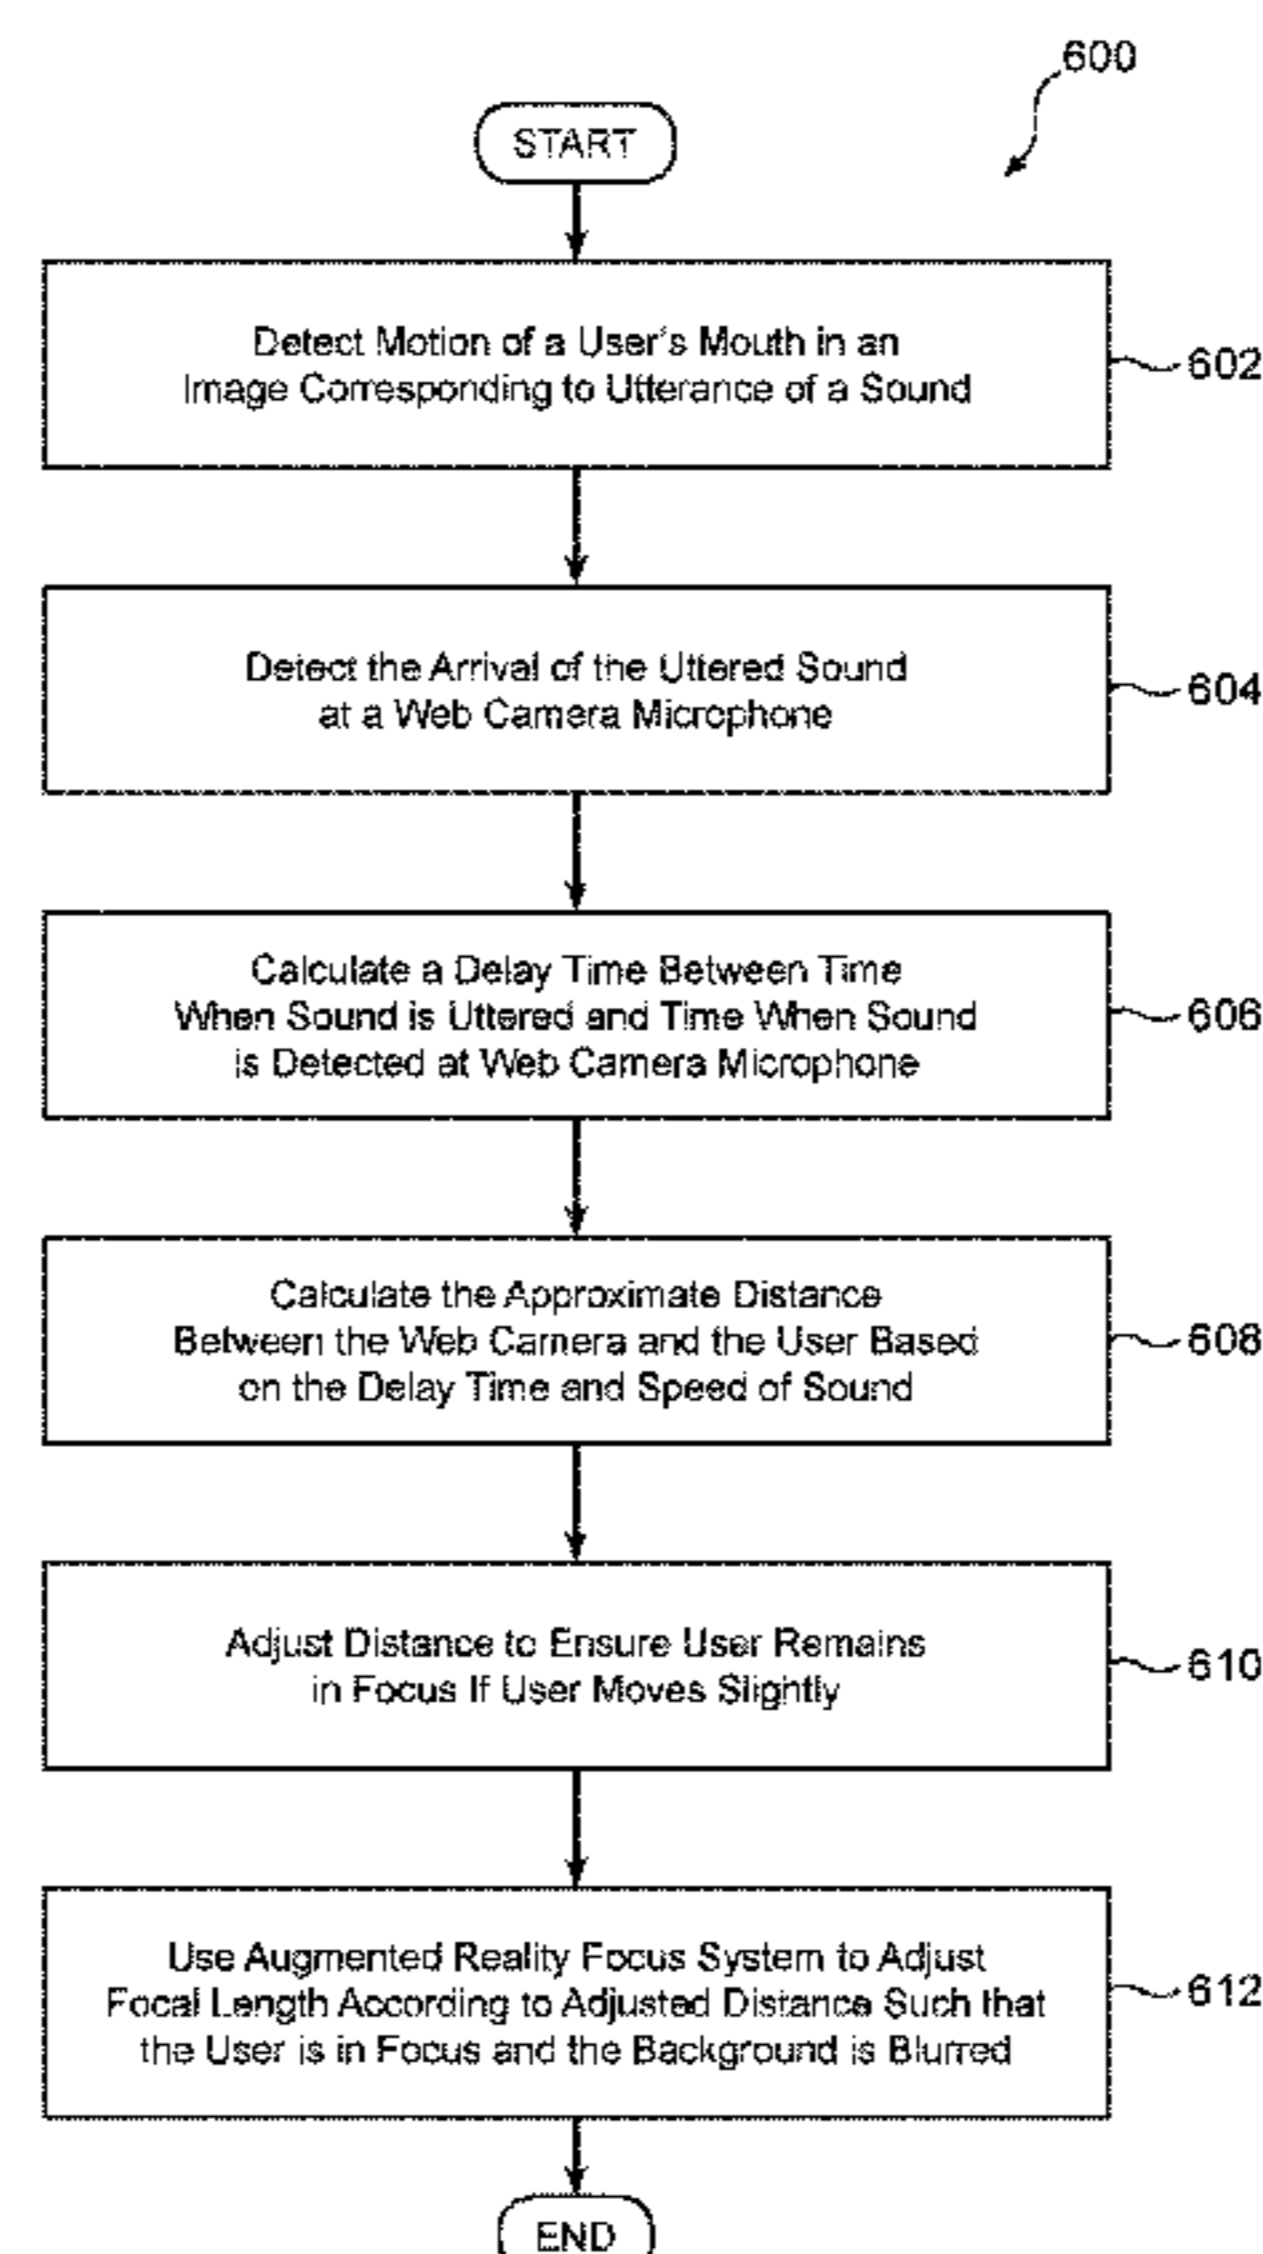 600
START
Detect Motion of a User's Mouth in an
Image Corresponding to Utterance of a Sound
602
Detect the Arrival of the Uttered Sound
at a Web Camera Microphone
604
Calculate a Delay Time Between Time
When Sound is Uttered and Time When Sound
is Detected at Web Camera Microphone
606
Calculate the Approximate Distance
Between the Web Camera and the User Based
on the Delay Time and Speed of Sound
608
Adjust Distance to Ensure User Remains
in Focus If User Moves Slightly
610
Use Augmented Reality Focus System to Adjust
Focal Length According to Adjusted Distance Such that
the User is in Focus and the Background is Blurred
612
END